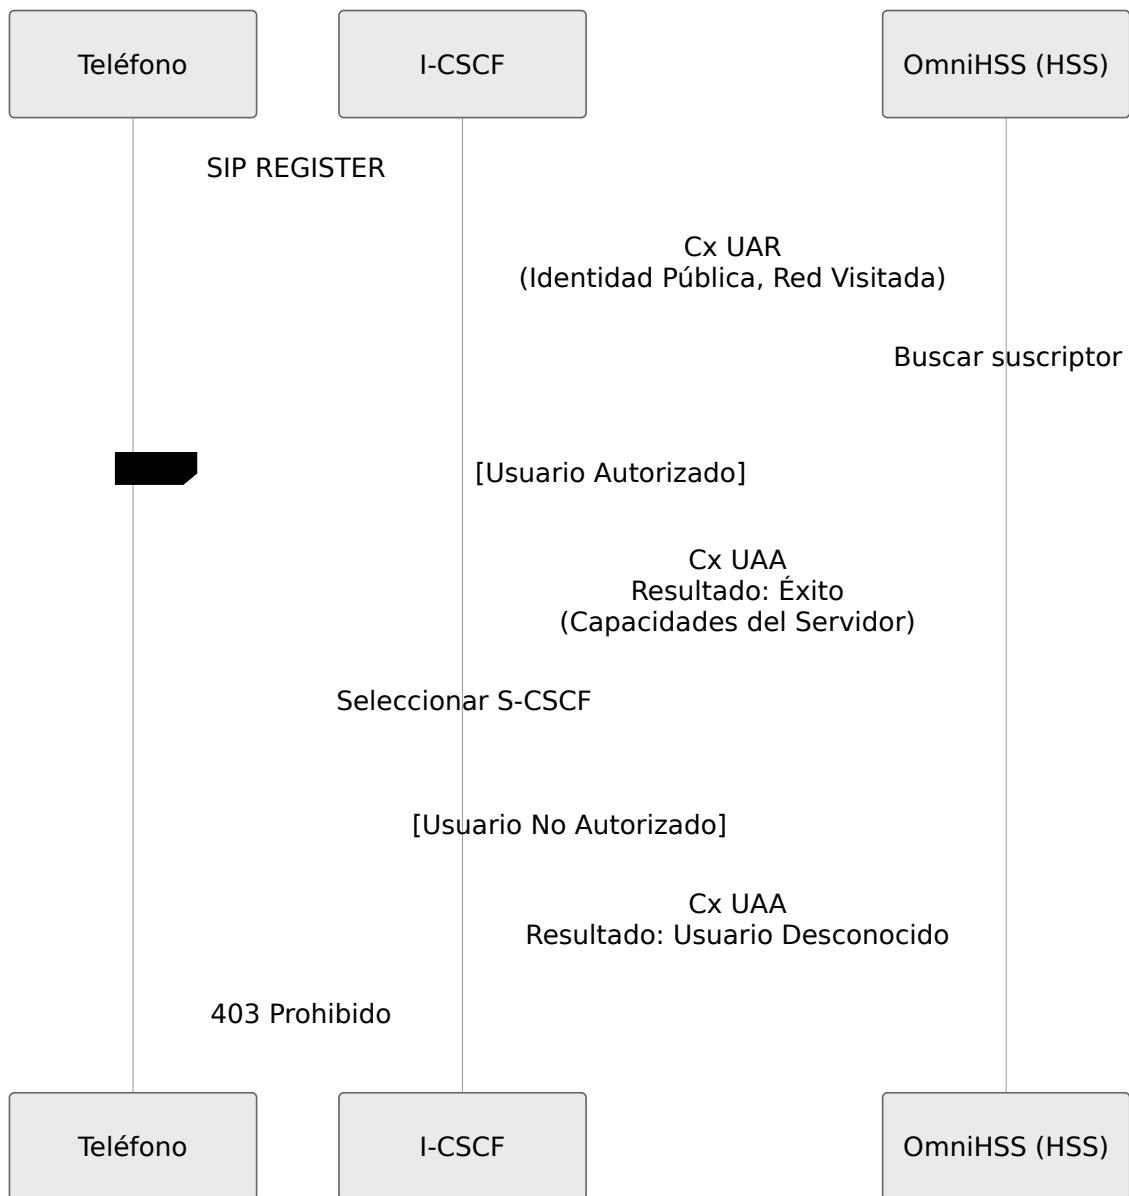 Teléfono
I-CSCF
OmniHSS (HSS)
SIP REGISTER
Cx UAR
(Identidad Pública, Red Visitada)
Buscar suscriptor
[Usuario Autorizado]
Cx UAA
Resultado: Éxito
(Capacidades del Servidor)
Seleccionar S-CSCF
[Usuario No Autorizado]
Cx UAA
Resultado: Usuario Desconocido
403 Prohibido
Teléfono
I-CSCF
OmniHSS (HSS)